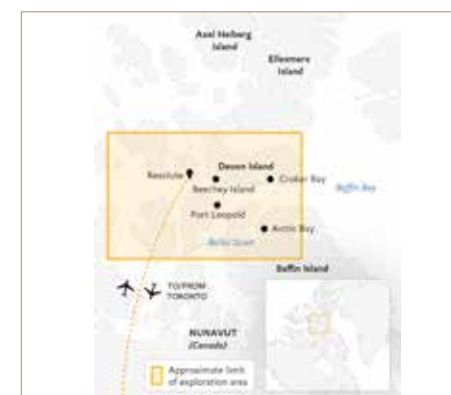 Axel Heiberg
Island
Ellesmere
Island
Devon Island
Resolute
Croker Bay
Baffin Bay
Beechey Island
Port Leopold
Arctic Bay
Baffin Island
TO/FROM
TORONTO
NUNAVUT
(Canada)
Approximate limit
of exploration area